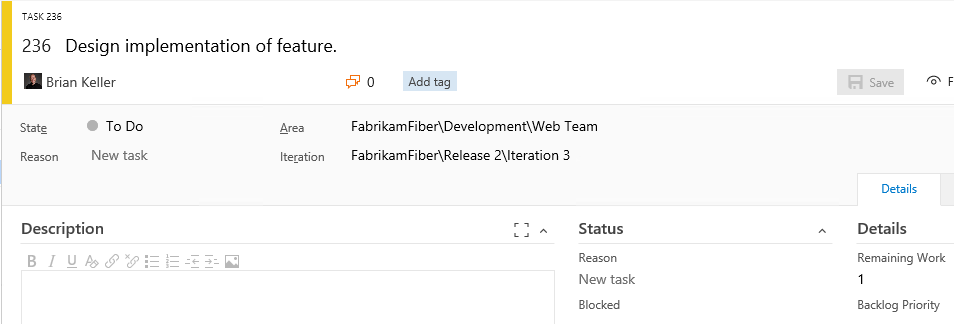 TASK 236
236 Design implementation of feature.
Brian Keller 0 Add tag Save F
State To Do Area FabrikamFiber\Development\Web Team
Reason New task Iteration FabrikamFiber\Release 2\Iteration 3
Details
Description Status Details
B I U Reason Remaining Work
New task 1
Blocked Backlog Priority